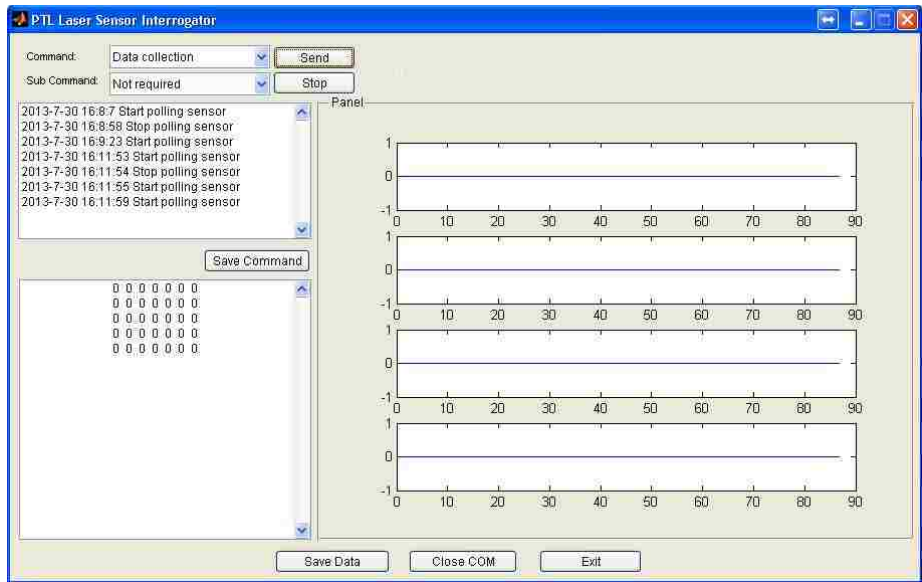 PTL Laser Sensor Interrogator
Command: Data collection Send
Sub Command: Not required Stop
2013-7-30 16:8:7 Start polling sensor
2013-7-30 16:8:58 Stop polling sensor
2013-7-30 16:9:23 Start polling sensor
2013-7-30 16:11:53 Start polling sensor
2013-7-30 16:11:54 Stop polling sensor
2013-7-30 16:11:55 Start polling sensor
2013-7-30 16:11:59 Start polling sensor
Save Command
0 0 0 0 0 0 0
0 0 0 0 0 0 0
0 0 0 0 0 0 0
0 0 0 0 0 0 0
0 0 0 0 0 0 0
Panel
1
0
-1
0 10 20 30 40 50 60 70 80 90
1
0
-1
0 10 20 30 40 50 60 70 80 90
1
0
-1
0 10 20 30 40 50 60 70 80 90
1
0
-1
0 10 20 30 40 50 60 70 80 90
Save Data Close COM Exit